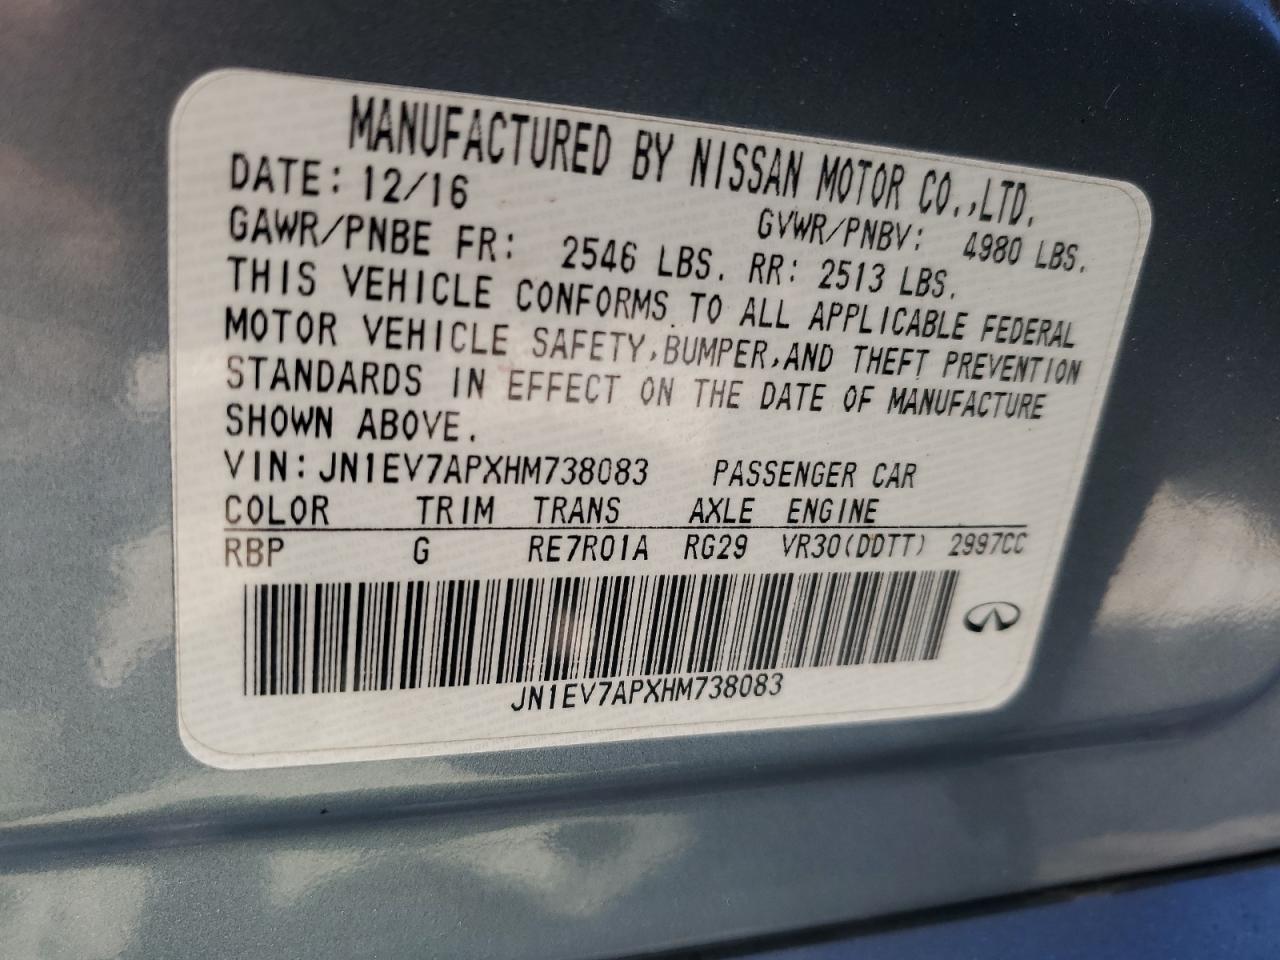 MANUFACTURED BY NISSAN MOTOR CO.,LTD.
DATE: 12/16 GVWR/PNBV: 4980 LBS.
GAWR/PNBE FR: 2546 LBS. RR: 2513 LBS.
THIS VEHICLE CONFORMS TO ALL APPLICABLE FEDERAL
MOTOR VEHICLE SAFETY,BUMPER,AND THEFT PREVENTION
STANDARDS IN EFFECT ON THE DATE OF MANUFACTURE
SHOWN ABOVE.
VIN: JN1EV7APXHM738083 PASSENGER CAR
COLOR TRIM TRANS AXLE ENGINE
RBP G RE7R01A RG29 VR30(DDTT) 2997CC
JN1EV7APXHM738083